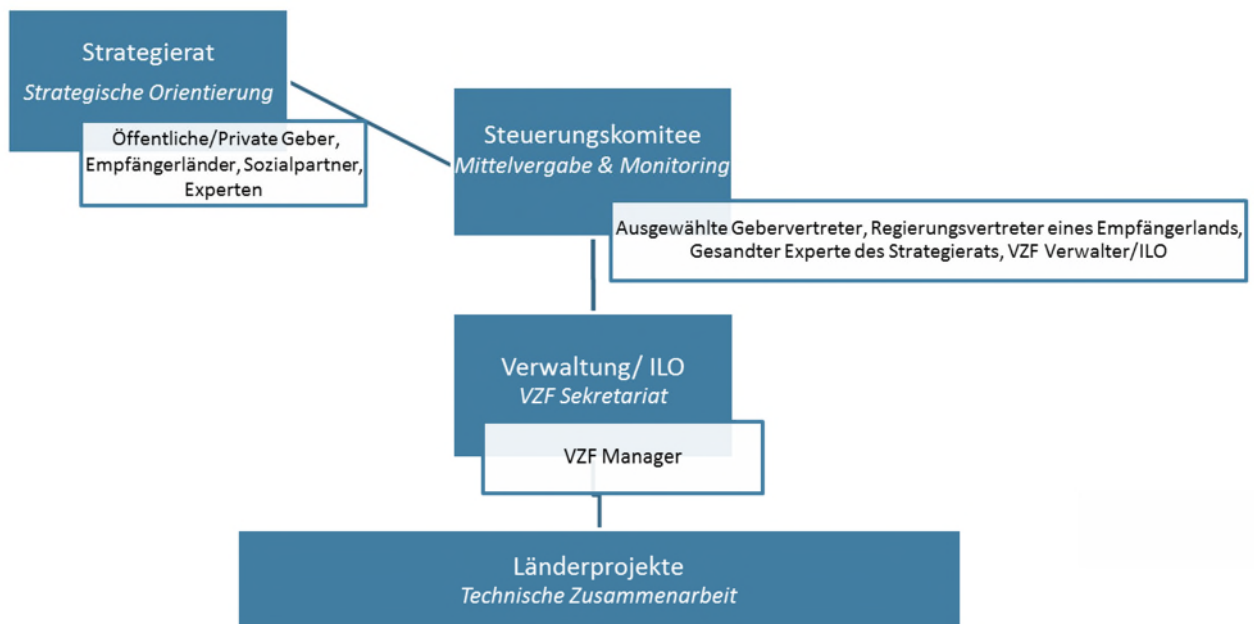 Strategierat
Strategische Orientierung
Öffentliche/Private Geber,
Empfängerländer, Sozialpartner,
Experten
Steuerungskomitee
Mittelvergabe & Monitoring
Ausgewählte Gebervertreter, Regierungsvertreter eines Empfängerlands,
Gesandter Experte des Strategierats, VZF Verwalter/ILO
Verwaltung/ ILO
VZF Sekretariat
VZF Manager
Länderprojekte
Technische Zusammenarbeit